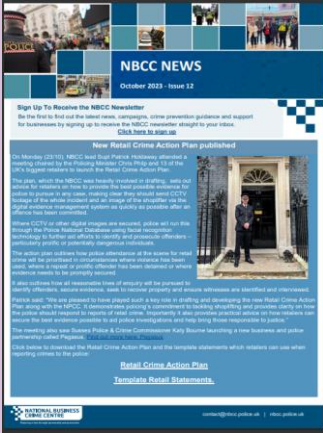 POLICE
NBCC NEWS
October 2023 - Issue 12
Sign Up To Receive the NBCC Newsletter
Be the first to find out the latest news, campaigns, crime prevention guidance and support
for businesses by signing up to receive the NBCC newsletter straight to your inbox.
Click here to sign up
New Retail Crime Action Plan published
On Monday (23/10), NBCC lead Supt Patrick Holdaway attended a
meeting chaired by the Policing Minister Chris Philp and 13 of the
UK's biggest retailers to launch the Retail Crime Action Plan.
The plan, which the NBCC was heavily involved in drafting, sets out
advice for retailers on how to provide the best possible evidence for
police to pursue in any case, making clear they should send CCTV
footage of the whole incident and an image of the shoplifter via the
digital evidence management system as quickly as possible after an
offence has been committed.
Where CCTV or other digital images are secured, police will run this
through the Police National Database using facial recognition
technology to further aid efforts to identify and prosecute offenders –
particularly prolific or potentially dangerous individuals.
The action plan outlines how police attendance at the scene for retail
crime will be prioritised in circumstances where violence has been
used, where a repeat or prolific offender has been detained or where
evidence needs to be promptly secured.
It also outlines how all reasonable lines of enquiry will be pursued to
identify offenders, secure evidence, seek to recover property and ensure witnesses are identified and interviewed.
Patrick said: "We are pleased to have played such a key role in drafting and developing the new Retail Crime Action
Plan along with the NPCC. It demonstrates policing's commitment to tackling shoplifting and provides clarity on how
the police should respond to reports of retail crime. Importantly it also provides practical advice on how retailers can
secure the best evidence possible to aid police investigations and help bring those responsible to justice."
The meeting also saw Sussex Police & Crime Commissioner Katy Bourne launching a new business and police
partnership called Pegasus. Find out more here: Pegasus
Click below to download the Retail Crime Action Plan and the template statements which retailers can use when
reporting crimes to the police:
Retail Crime Action Plan
Template Retail Statements.
NATIONAL BUSINESS
CRIME CENTRE
contact@nbcc.police.uk | nbcc.police.uk